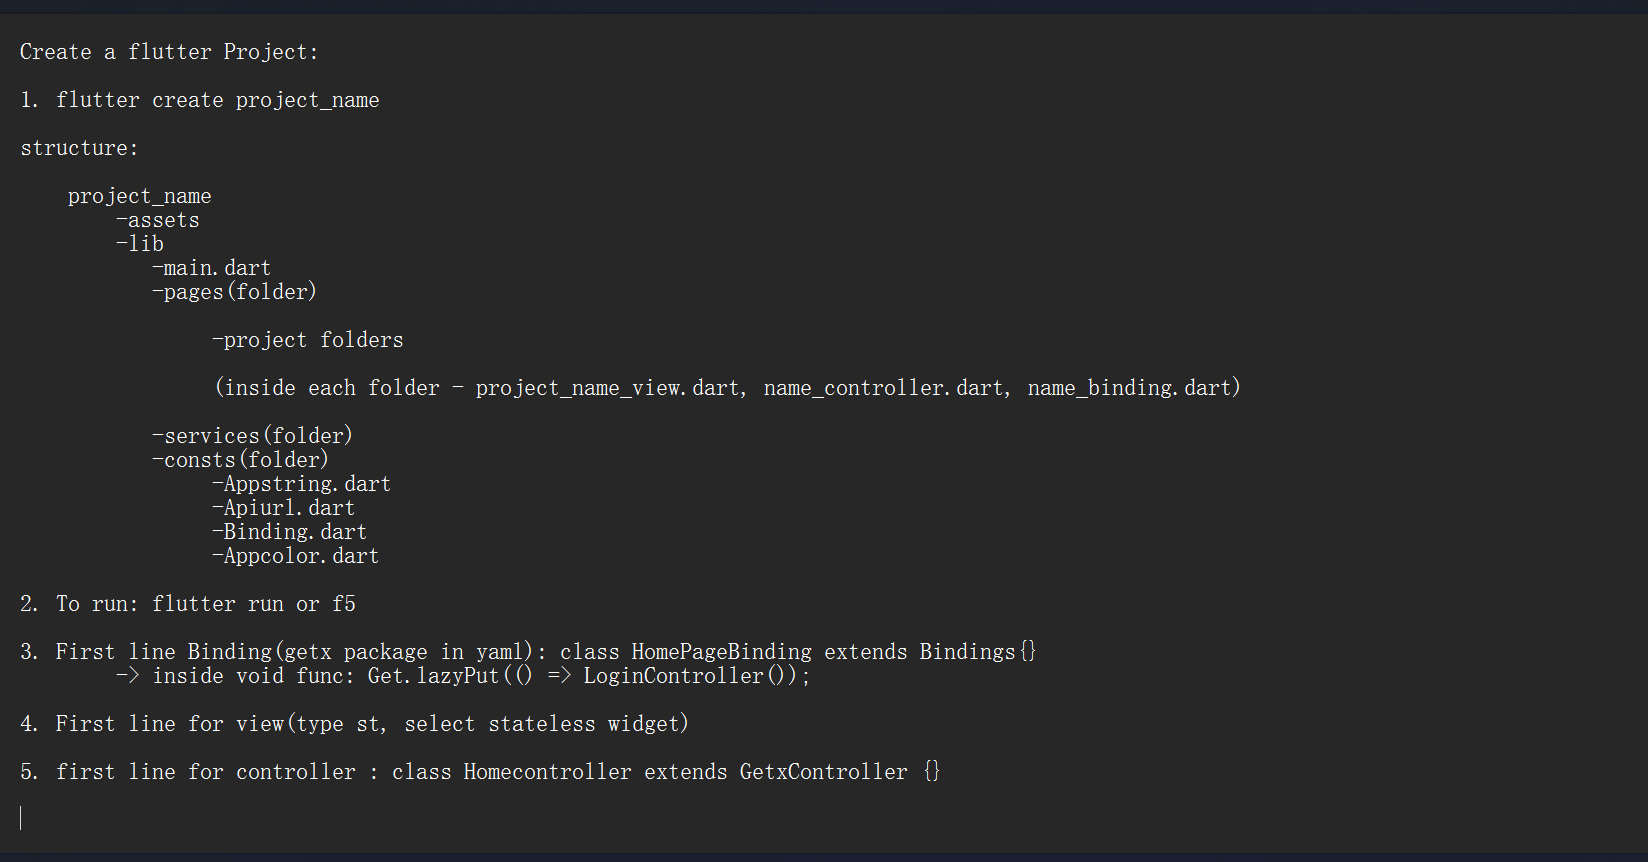 Create a flutter Project:
1. flutter create project_name
structure:
project_name
-assets
-lib
-main.dart
-pages(folder)
-project folders
(inside each folder - project_name_view.dart, name_controller.dart, name_binding.dart)
-services(folder)
-consts(folder)
-Appstring.dart
-Apiurl.dart
-Binding.dart
-Appcolor.dart
2. To run: flutter run or f5
3. First line Binding(getx package in yaml): class HomePageBinding extends Bindings{}
-> inside void func: Get.lazyPut(() => LoginController());
4. First line for view(type st, select stateless widget)
5. first line for controller : class Homecontroller extends GetxController {}